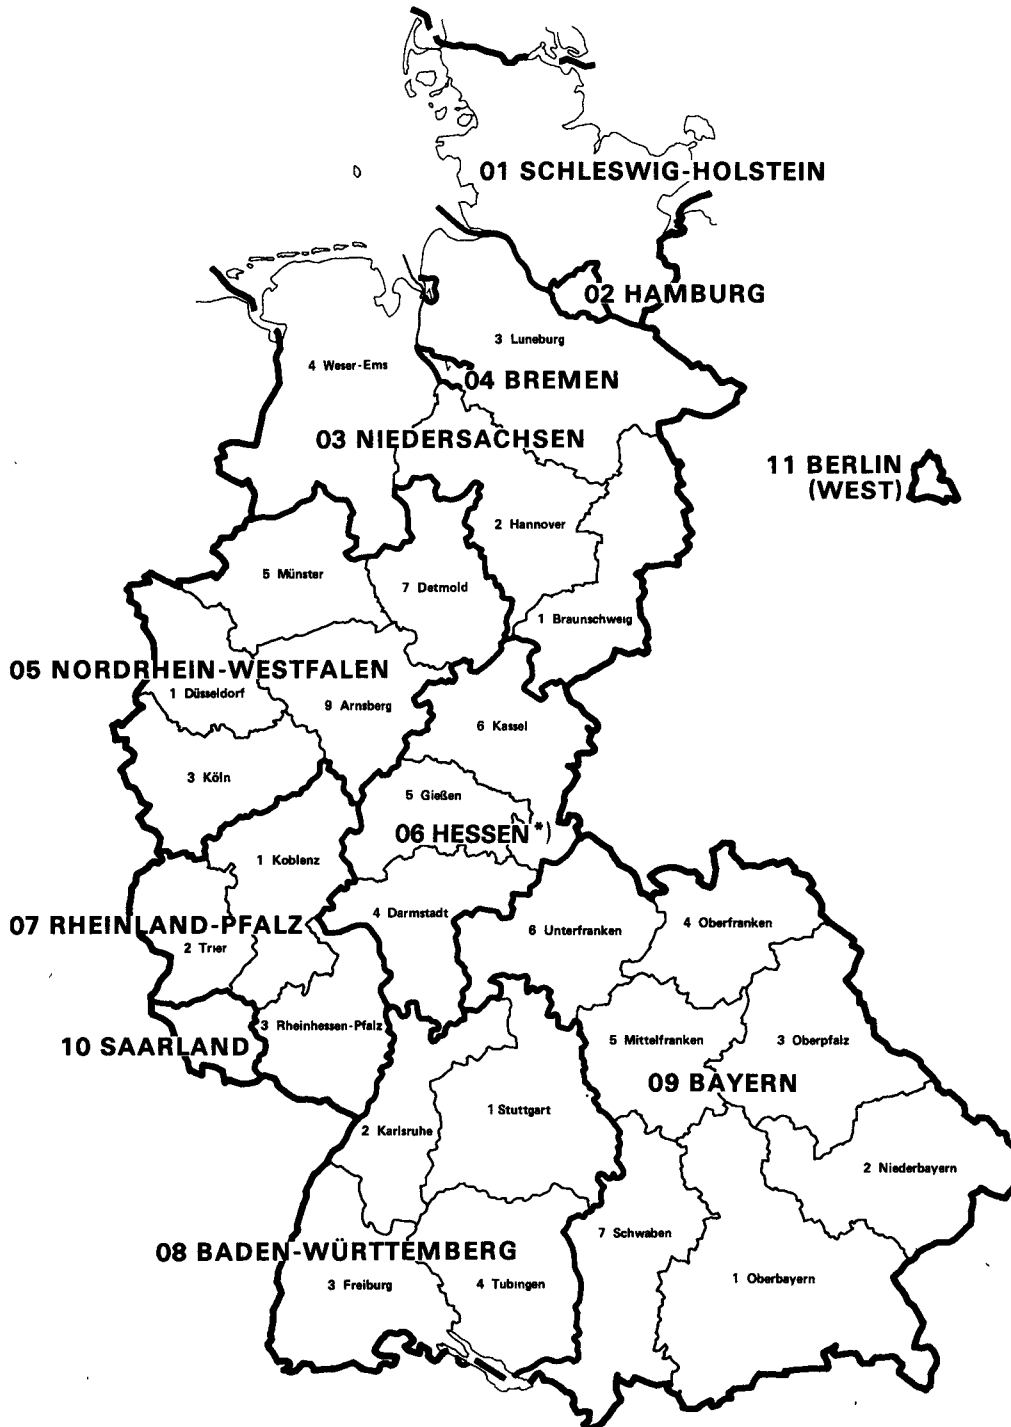 01 SCHLESWIG-HOLSTEIN
02 HAMBURG
3 Luneburg
4 Weser-Ems
04 BREMEN
03 NIEDERSACHSEN
11 BERLIN
(WEST)
2 Hannover
5 Münster
7 Detmold
1 Braunschweig
05 NORDRHEIN-WESTFALEN
1 Düsseldorf
9 Arnsberg
6 Kassel
3 Köln
5 Gießen
06 HESSEN*)
1 Koblenz
4 Darmstadt
07 RHEINLAND-PFALZ
4 Oberfranken
6 Unterfranken
2 Trier
3 Rheinhessen-Pfalz
10 SAARLAND
5 Mittelfranken
3 Oberpfalz
09 BAYERN
1 Stuttgart
2 Karlsruhe
2 Niederbayern
7 Schwaben
08 BADEN-WÜRTTEMBERG
3 Freiburg
4 Tubingen
1 Oberbayern